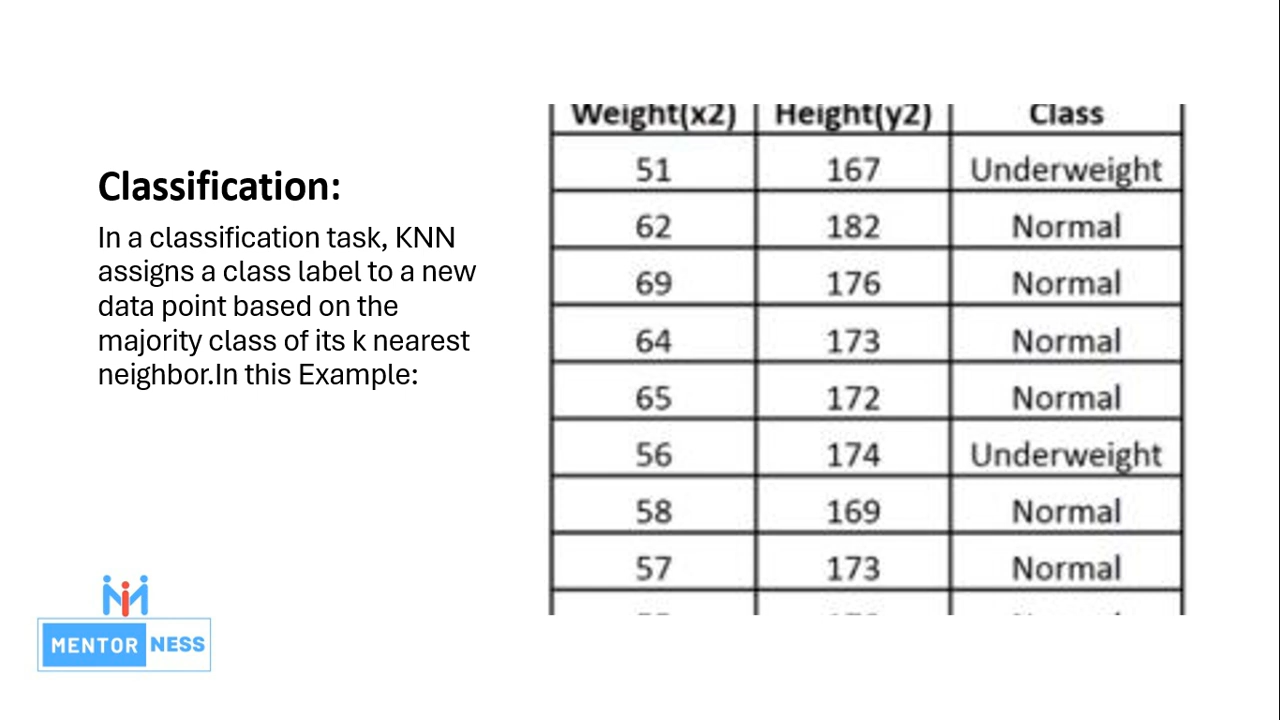 Classification:
In a classification task, KNN
assigns a class label to a new
data point based on the
majority class of its k nearest
neighbor.In this Example:
Weight(x2) Height(y2) Class
51 167 Underweight
62 182 Normal
69 176 Normal
64 173 Normal
65 172 Normal
56 174 Underweight
58 169 Normal
57 173 Normal
MENTOR NESS